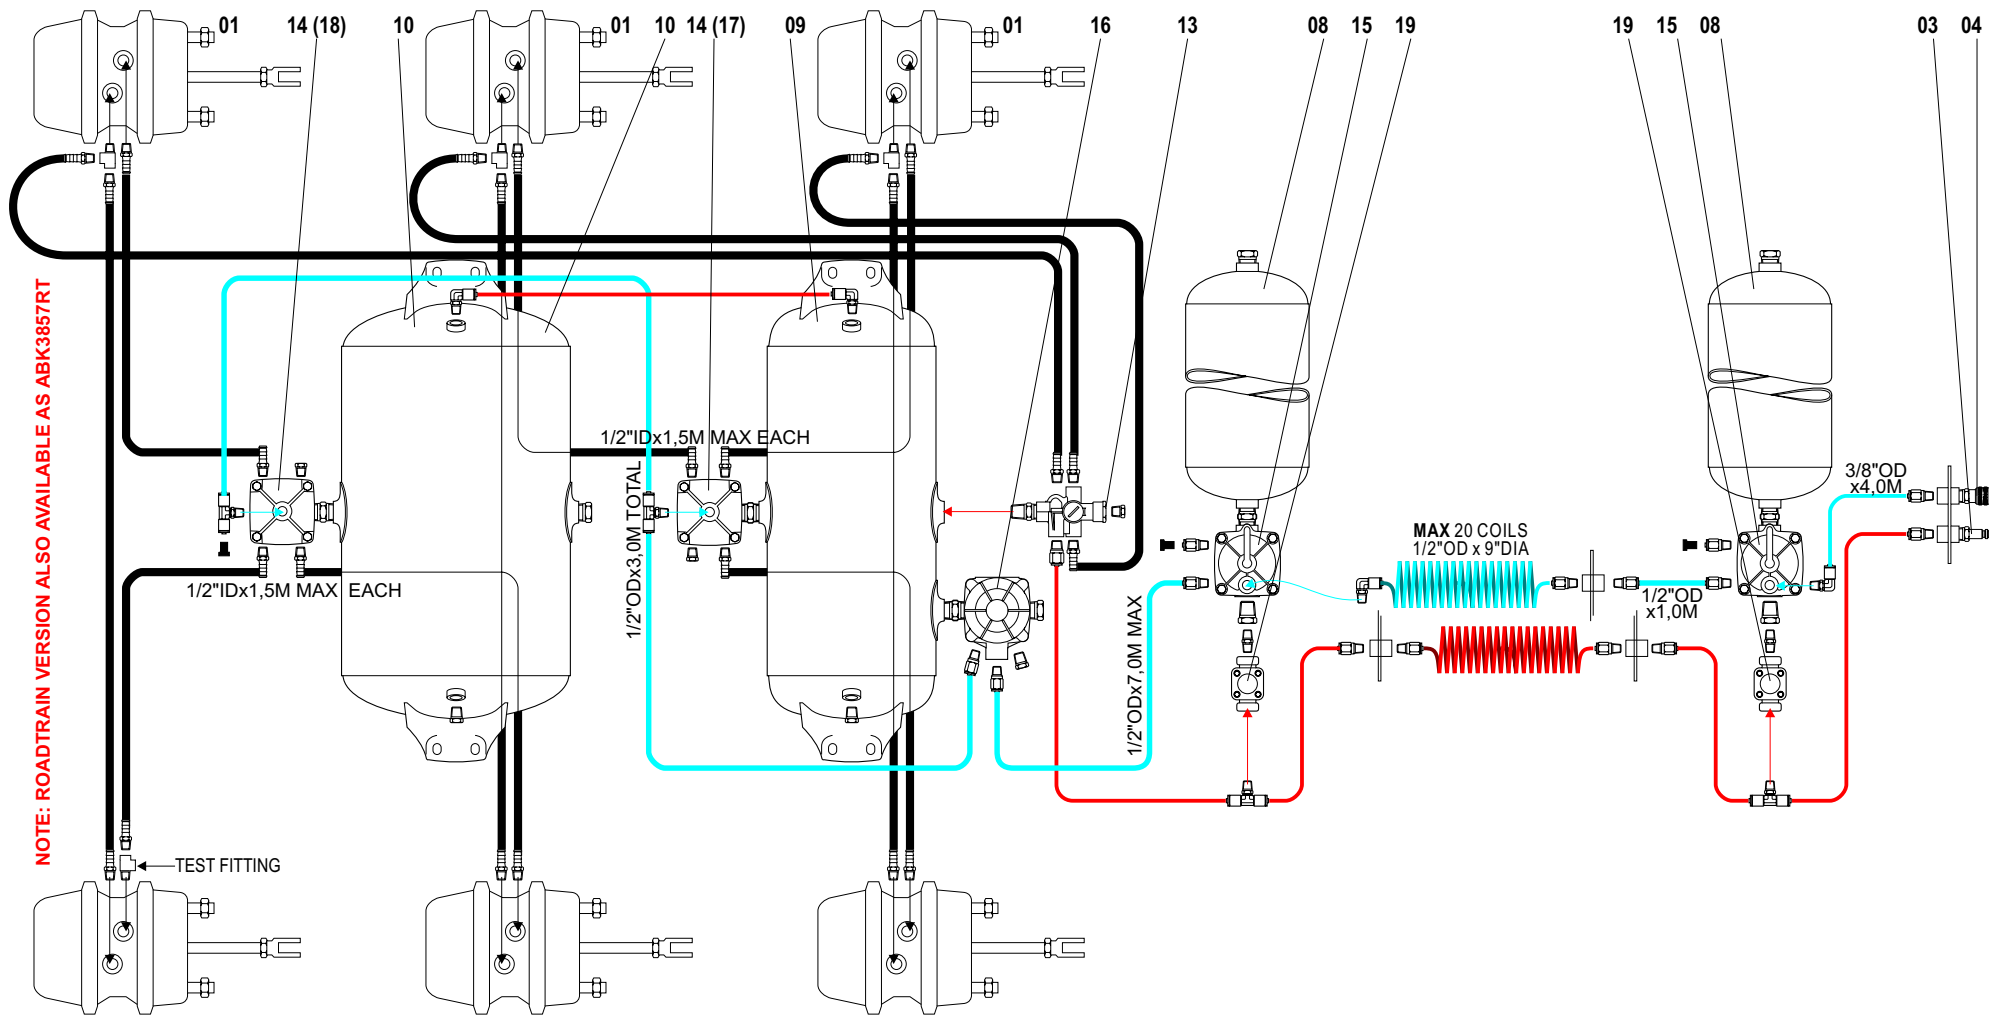 01 14 (18) 10 01 10 14 (17) 09 01 16 13 08 15 19 19 15 08 03 04
NOTE: ROADTRAIN VERSION ALSO AVAILABLE AS ABK3857RT
1/2"IDx1,5M MAX EACH
1/2"ODx3,0M TOTAL
3/8"OD
x4,0M
MAX 20 COILS
1/2"OD x 9"DIA
1/2"IDx1,5M MAX EACH
1/2"OD
x1,0M
1/2"ODx7,0M MAX
TEST FITTING